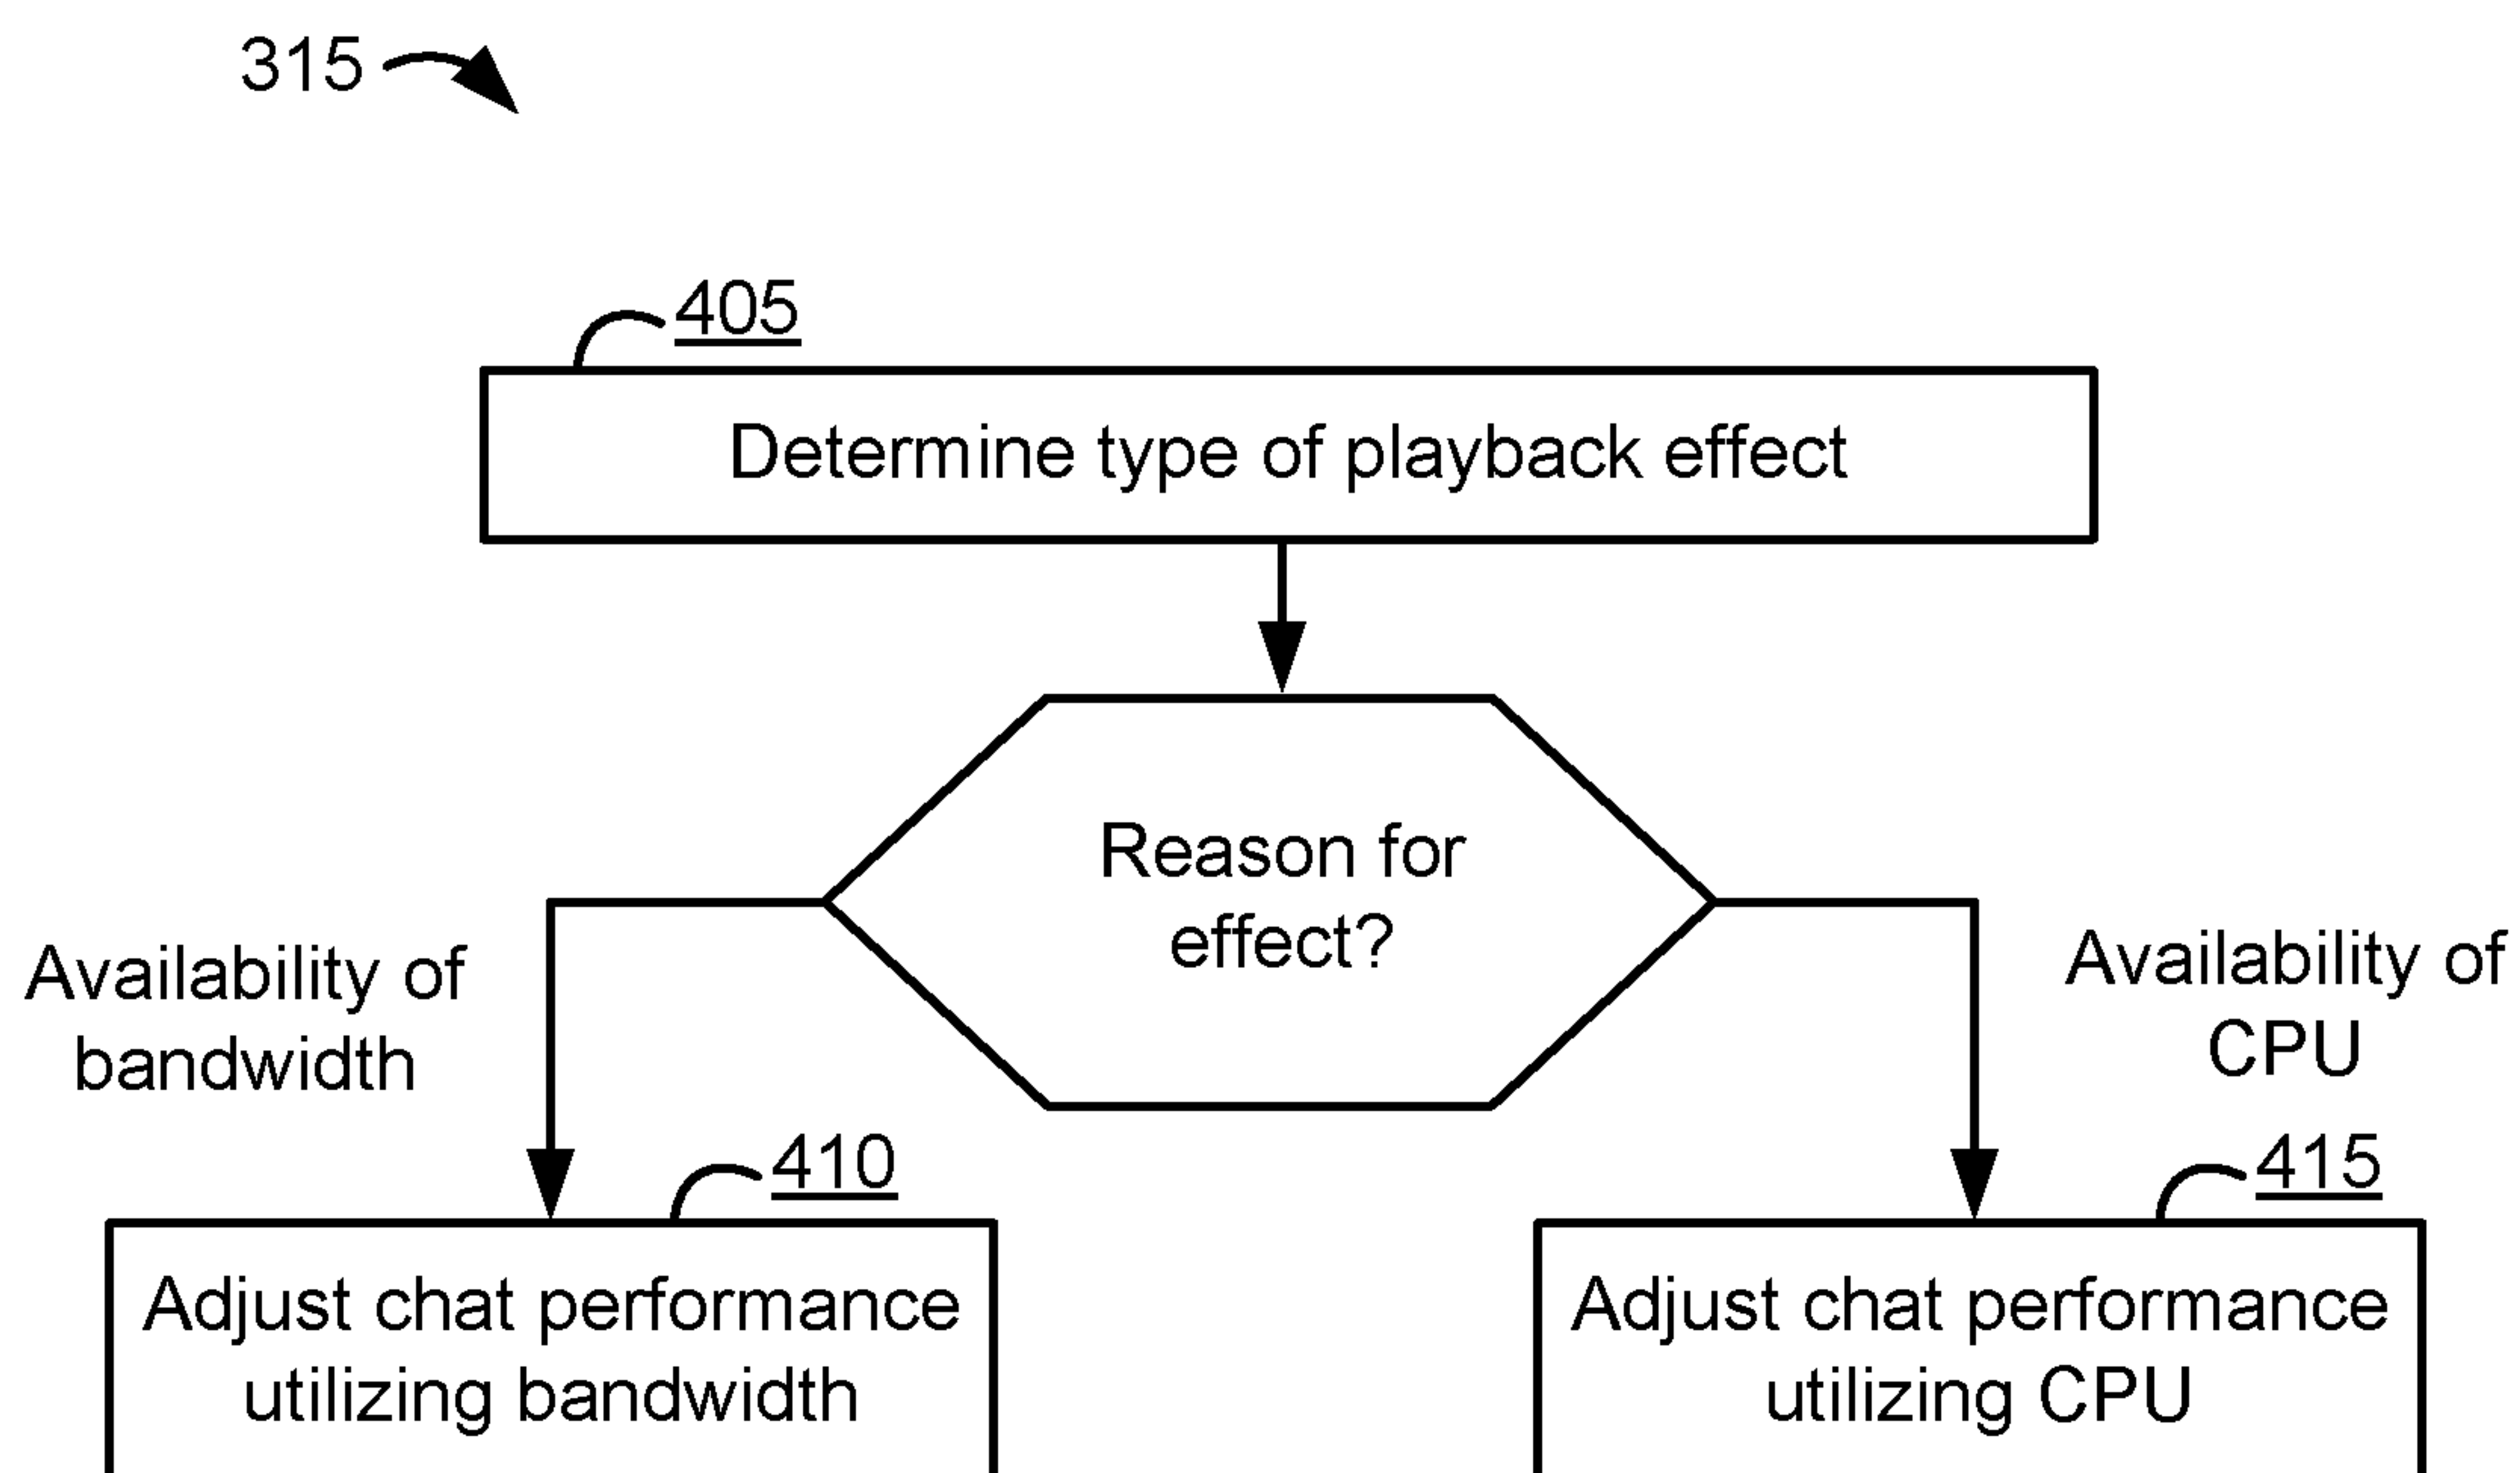 315
405
Determine type of playback effect
Reason for
effect?
Availability of
bandwidth
Availability of
CPU
410
415
Adjust chat performance
utilizing bandwidth
Adjust chat performance
utilizing CPU